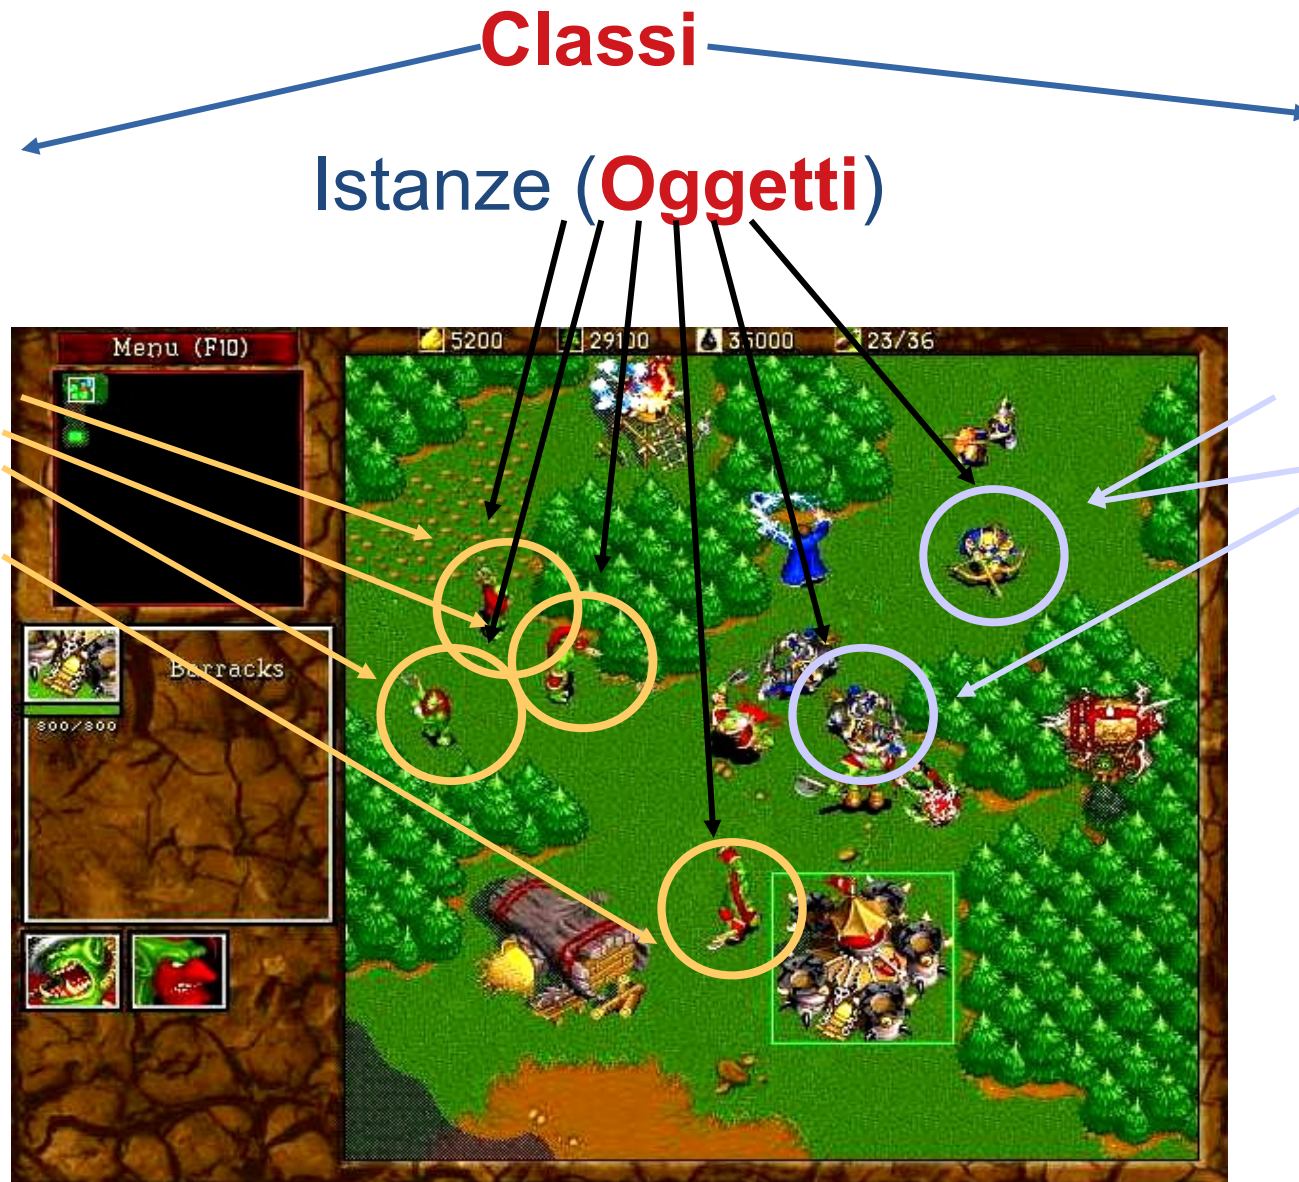 Classi
Istanze (Oggetti)
Menu (F10)
5200 29100 35000 23/36
Barracks
800/800